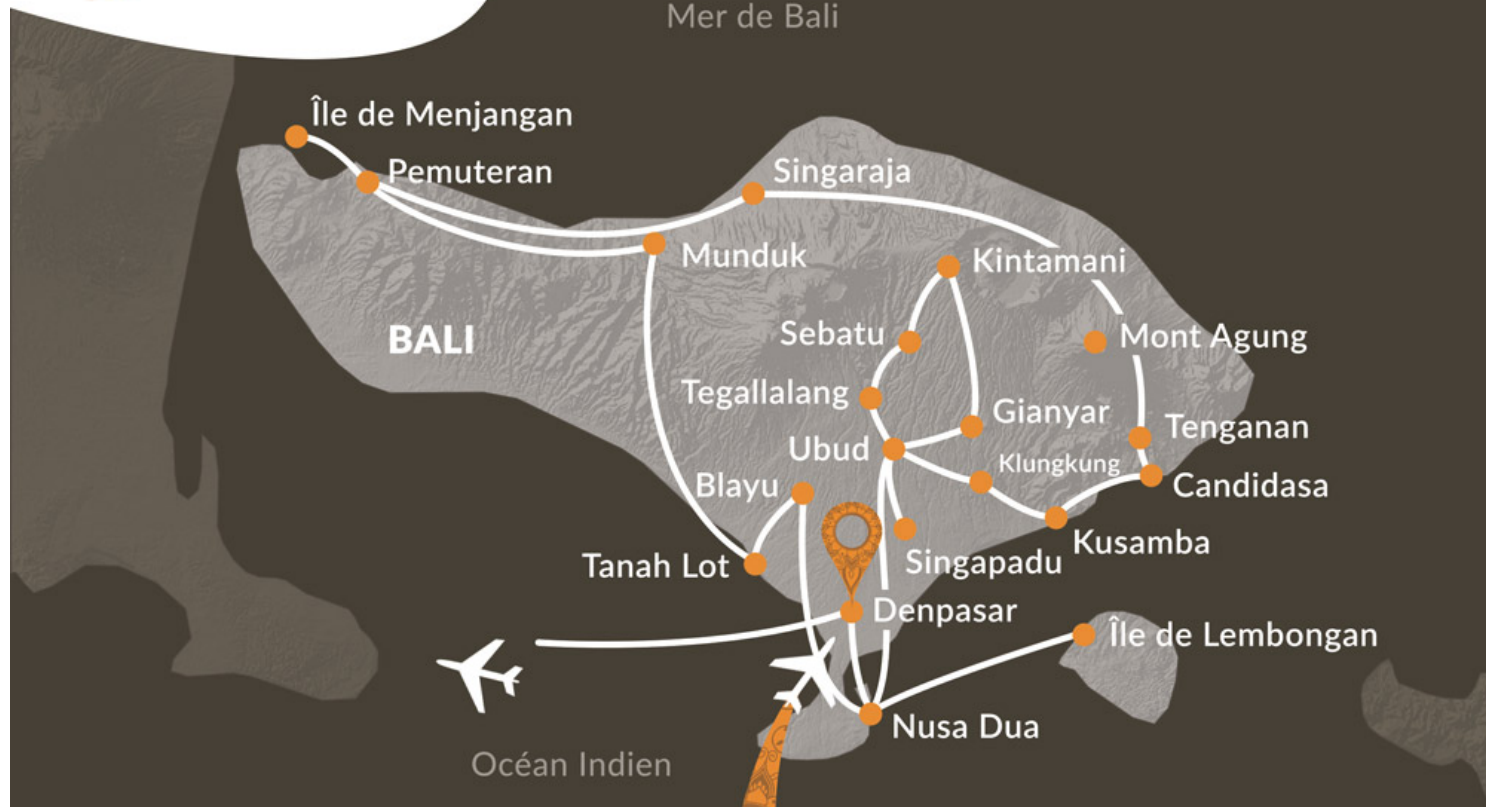 Mer de Bali
Île de Menjangan
Pemuteran
Singaraja
Munduk
Kintamani
BALI
Sebatu
Mont Agung
Tegallalang
Gianyar
Tenganan
Ubud
Klungkung
Blayu
Candidasa
Kusamba
Tanah Lot
Singapadu
Denpasar
Île de Lembongan
Nusa Dua
Océan Indien